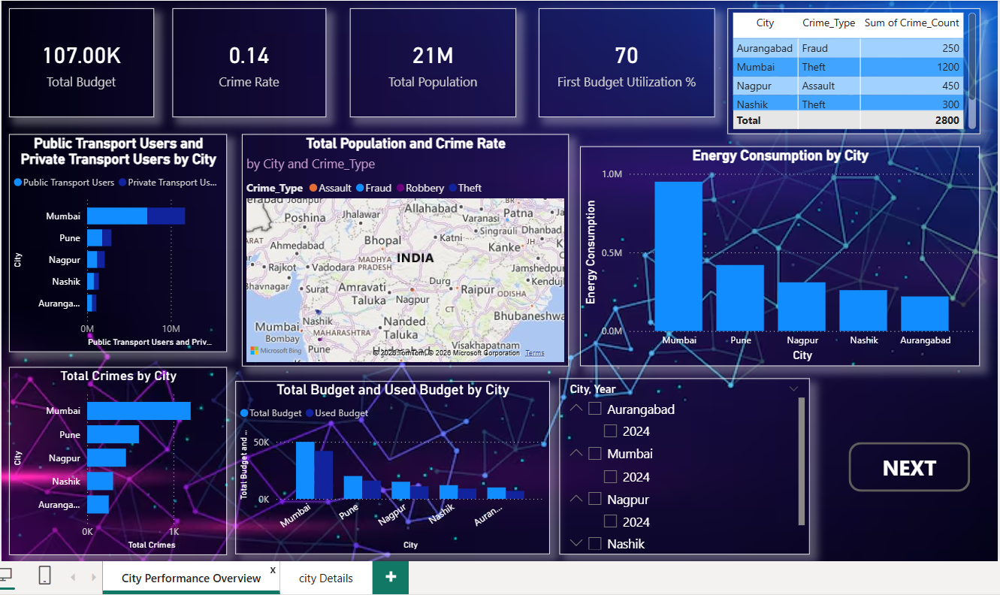 107.00K
Total Budget
0.14
Crime Rate
21M
Total Population
70
First Budget Utilization %
City Crime_Type Sum of Crime_Count
Aurangabad Fraud 250
Mumbai Theft 1200
Nagpur Assault 450
Nashik Theft 300
Total 2800
Public Transport Users and
Private Transport Users by City
Public Transport Users Private Transport Us...
City
Mumbai
Pune
Nagpur
Nashik
Auranga...
0M 10M
Public Transport Users and Priv...
Total Population and Crime Rate
by City and Crime_Type
Crime_Type Assault Fraud Robbery Theft
Jodhpur
Poshina
Jhalawar
Allahabad
Varanasi
BR
Patna
Singrauli
Dhanbad
Katni
Kanke
JH
Ahmedabad
Bhopal
MADHYA
PRADESH
INDIA
Rajkot
Vadodara
Jamshedpur
Bhavnagar
Surat
Amravati
Taluka
Nagpur
Durg
Raipur
ODISHA
CT
Nashik
Bhubaneshwa
Mumbai
Bombay
MAHARASHTRA
Nanded
Taluka
Visakhapatnam
Pune
Microsoft Bing
© 2026 TomTom, © 2026 Microsoft Corporation Terms
Energy Consumption by City
Energy Consumption
1.0M
0.5M
0.0M
Mumbai Pune Nagpur Nashik Aurangabad
City
Total Crimes by City
City
Mumbai
Pune
Nagpur
Nashik
Auranga...
0K 1K
Total Crimes
Total Budget and Used Budget by City
Total Budget Used Budget
Total Budget and ...
50K
0K
Mumbai Pune Nagpur Nashik Auran...
City
City, Year
Aurangabad
2024
Mumbai
2024
Nagpur
2024
Nashik
NEXT
City Performance Overview x city Details +